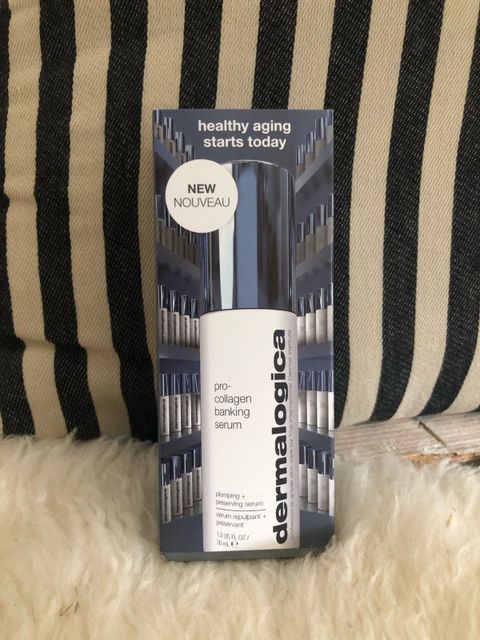 healthy aging
starts today
NEW
NOUVEAU
pro-
collagen
banking
serum
dermalogica
plumping +
preserving serum
sérum repulpant +
préservant
1.0 US FL OZ /
30 mL e